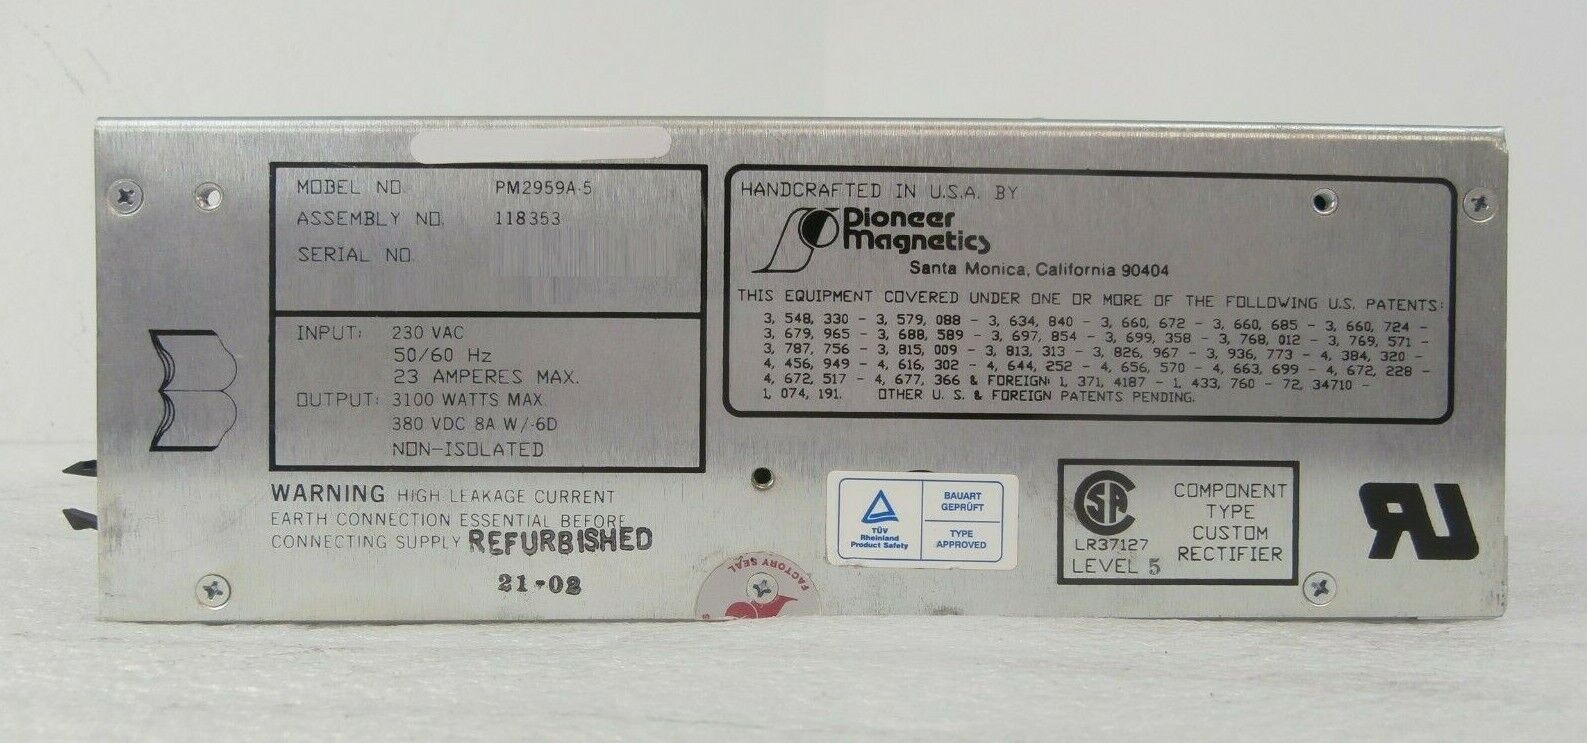 MODEL NO. PM2959A-5
ASSEMBLY NO. 118353
SERIAL NO.
INPUT: 230 VAC
50/60 Hz
23 AMPERES MAX.
OUTPUT: 3100 WATTS MAX.
380 VDC 8A W/-6D
NON-ISOLATED
WARNING HIGH LEAKAGE CURRENT
EARTH CONNECTION ESSENTIAL BEFORE
CONNECTING SUPPLY REFURBISHED
21-02
HANDCRAFTED IN U.S.A. BY
Pioneer
Magnetics
Santa Monica, California 90404
THIS EQUIPMENT COVERED UNDER ONE OR MORE OF THE FOLLOWING U.S. PATENTS:
3, 548, 330 - 3, 579, 088 - 3, 634, 840 - 3, 660, 672 - 3, 660, 685 - 3, 660, 724 -
3, 679, 965 - 3, 688, 589 - 3, 697, 854 - 3, 699, 358 - 3, 768, 012 - 3, 769, 571 -
3, 787, 756 - 3, 815, 009 - 3, 813, 313 - 3, 826, 967 - 3, 936, 773 - 4, 384, 320 -
4, 456, 949 - 4, 616, 302 - 4, 644, 252 - 4, 656, 570 - 4, 663, 699 - 4, 672, 228 -
4, 672, 517 - 4, 677, 366 & FOREIGN: 1, 371, 4187 - 1, 433, 760 - 72, 34710 -
1, 074, 191. OTHER U. S. & FOREIGN PATENTS PENDING.
FACTORY SEAL
TÜV
Rheinland
Product Safety
BAUART
GEPRÜFT
TYPE
APPROVED
SA
LR37127
LEVEL 5
COMPONENT
TYPE
CUSTOM
RECTIFIER
RU